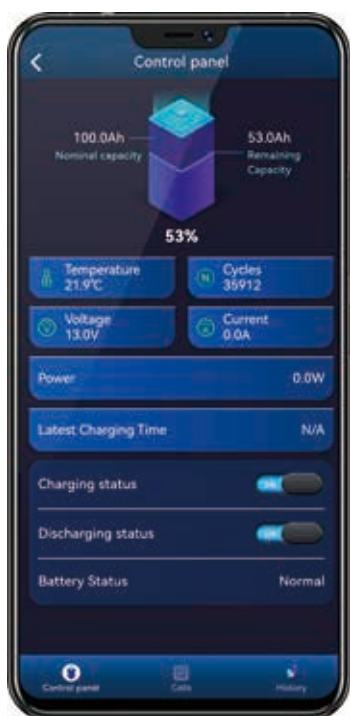 Control panel
100.0Ah
Nominal capacity
53.0Ah
Remaining
Capacity
53%
Temperature
21.9℃
Cycles
35912
Voltage
13.0V
Current
0.0A
Power 0.0W
Latest Charging Time N/A
Charging status
Discharging status
Battery Status Normal
Control panel
Cells
History